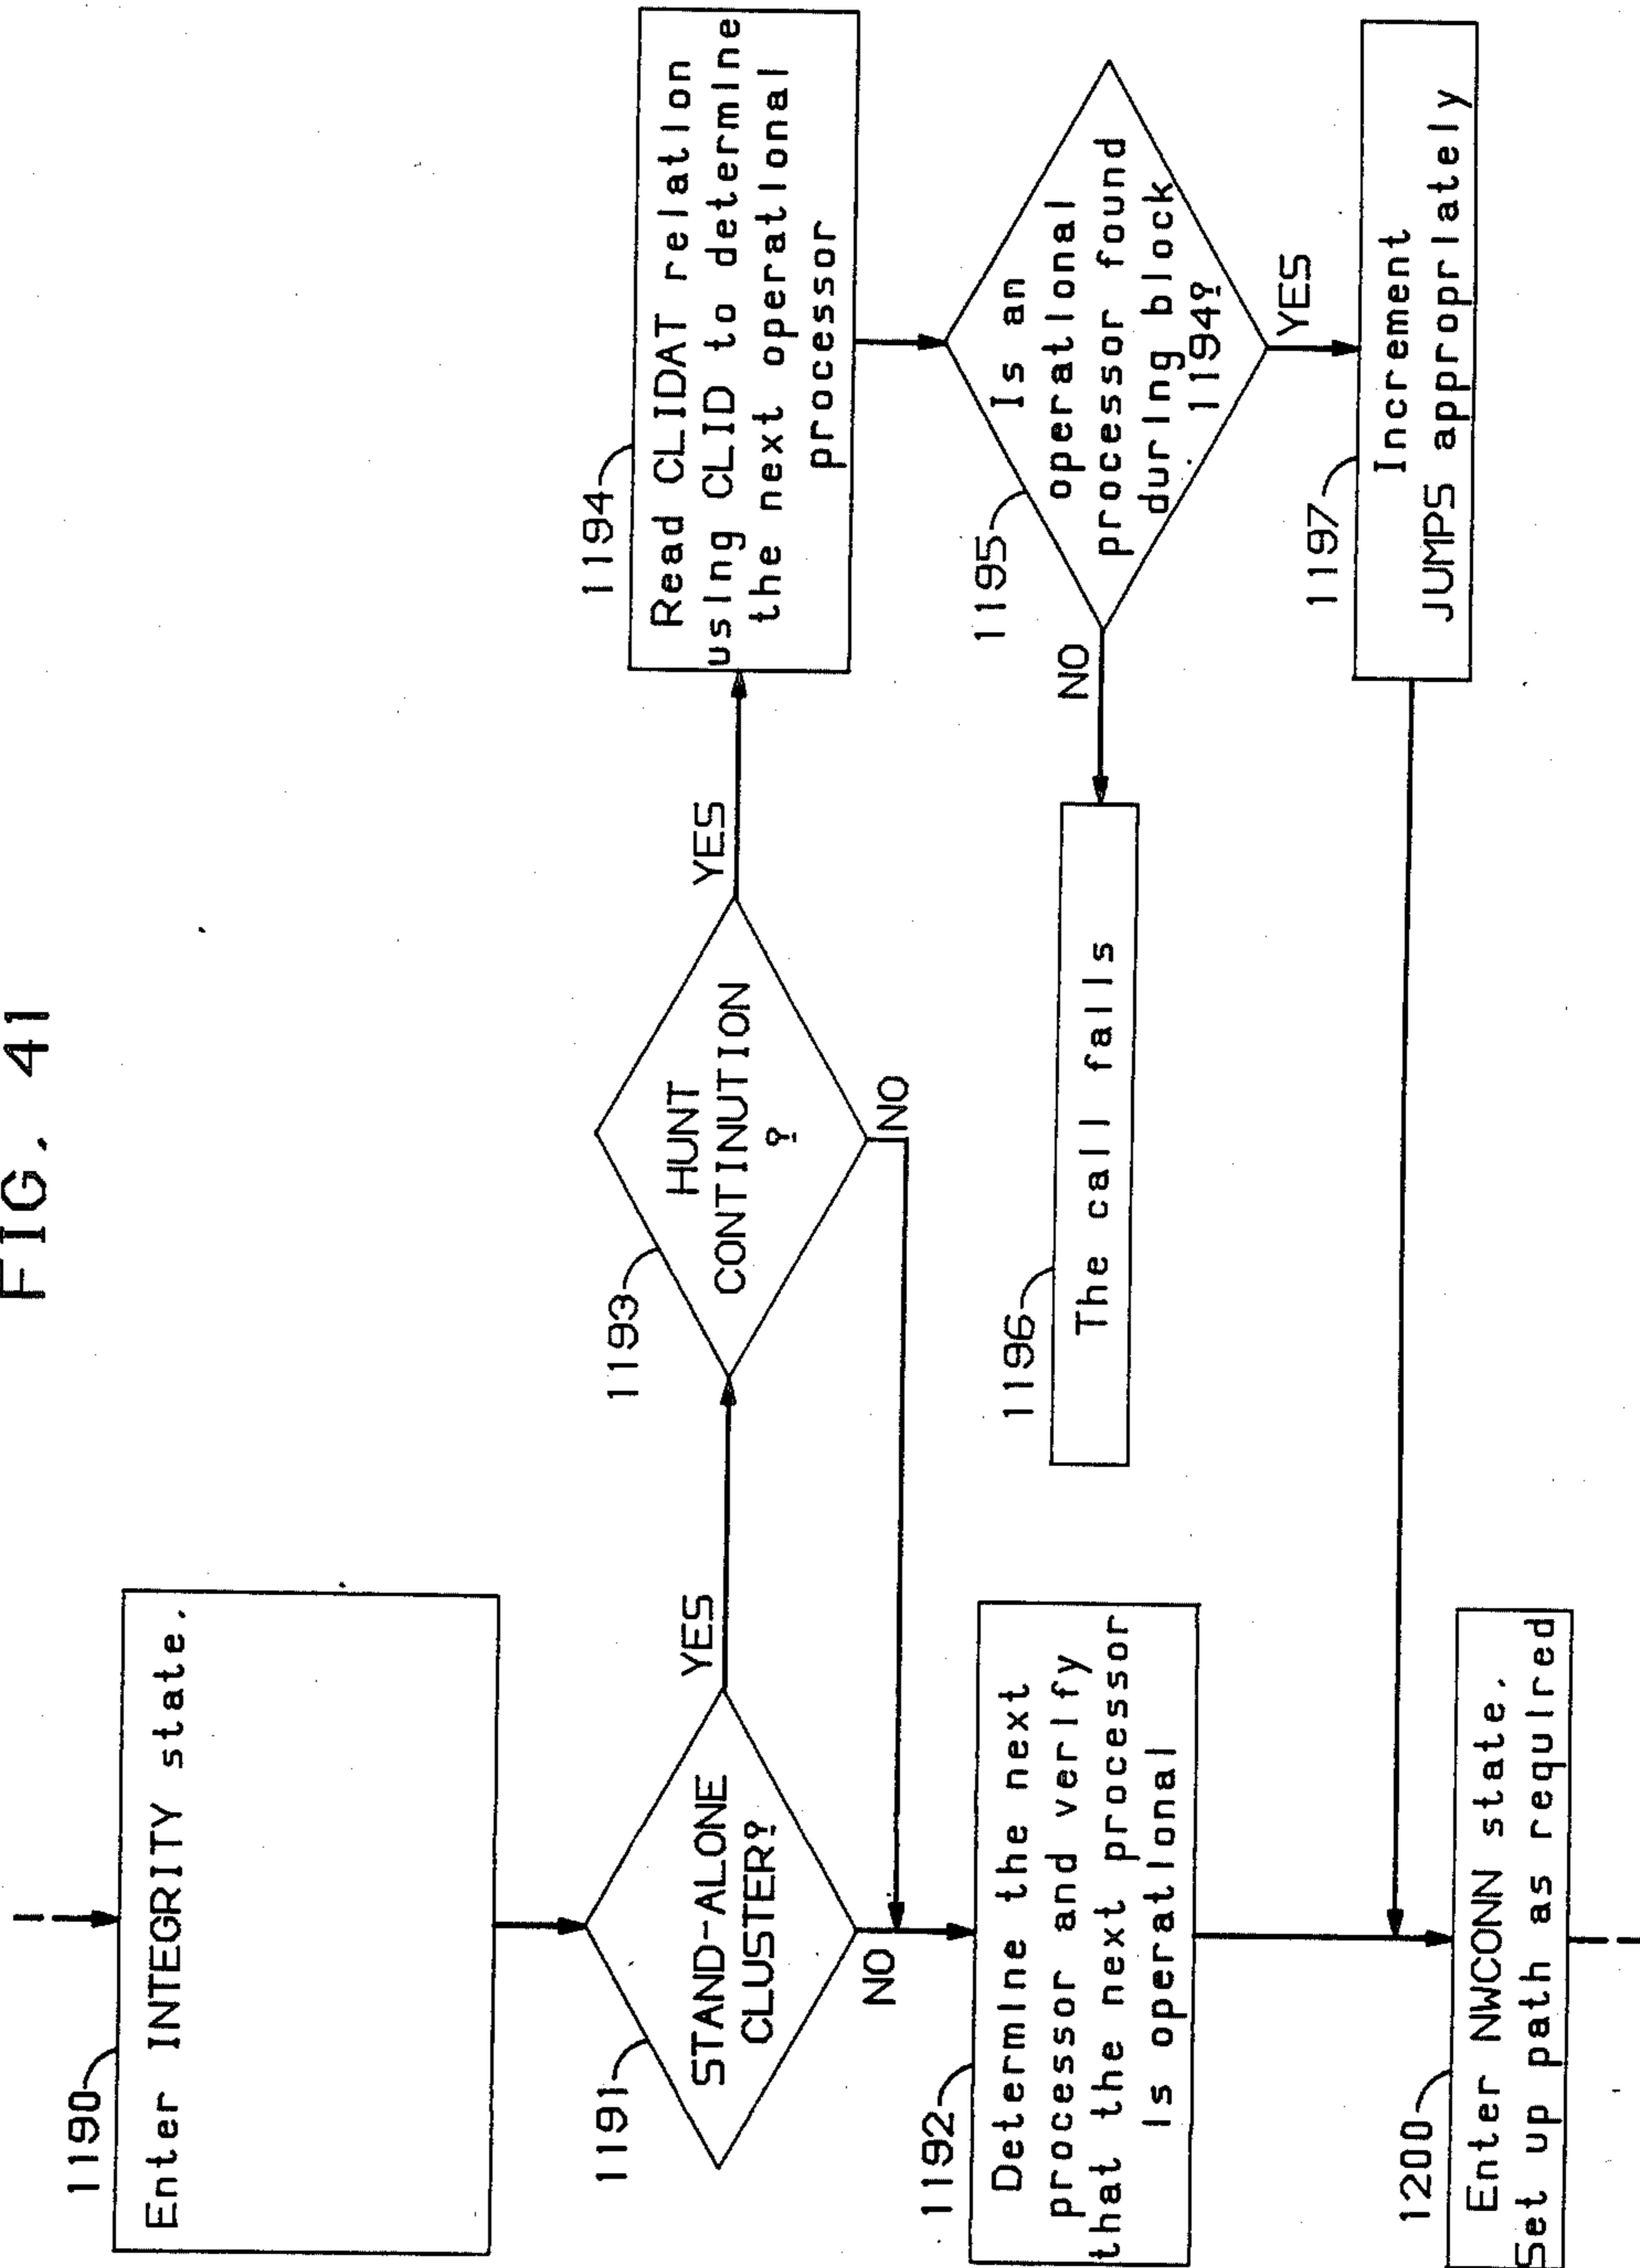 FIG. 41
1190
Enter INTEGRITY state.
1191
STAND-ALONE
CLUSTER?
YES
NO
1193
HUNT
CONTINUTION
?
YES
NO
1194
Read CLIDAT relation
using CLID to determine
the next operational
processor
1195
Is an
operational
processor found
during block
1194?
NO
YES
1192
Determine the next
processor and verify
that the next processor
is operational
1196
The call fails
1197
Increment
JUMPS appropriately
1200
Enter NWCONN state.
Set up path as required